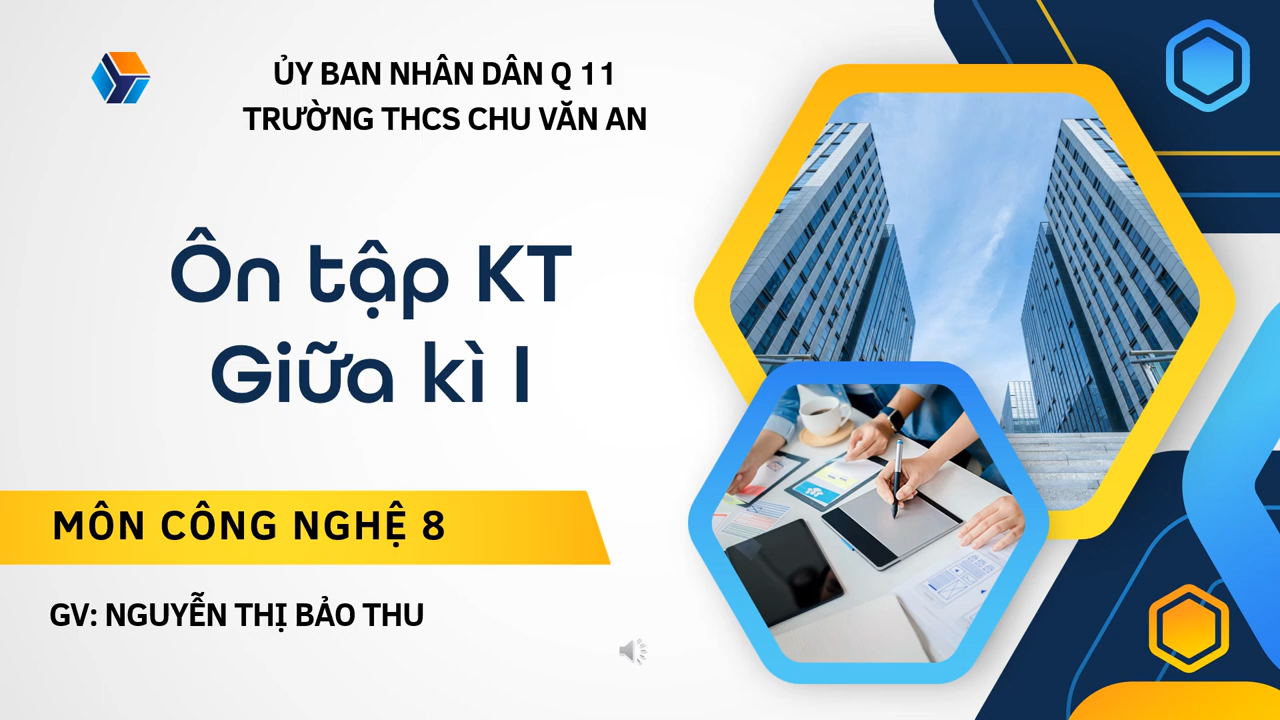 ỦY BAN NHÂN DÂN Q 11
TRƯỜNG THCS CHU VĂN AN
Ôn tập KT
Giữa kì I
MÔN CÔNG NGHỆ 8
GV: NGUYỄN THỊ BẢO THU